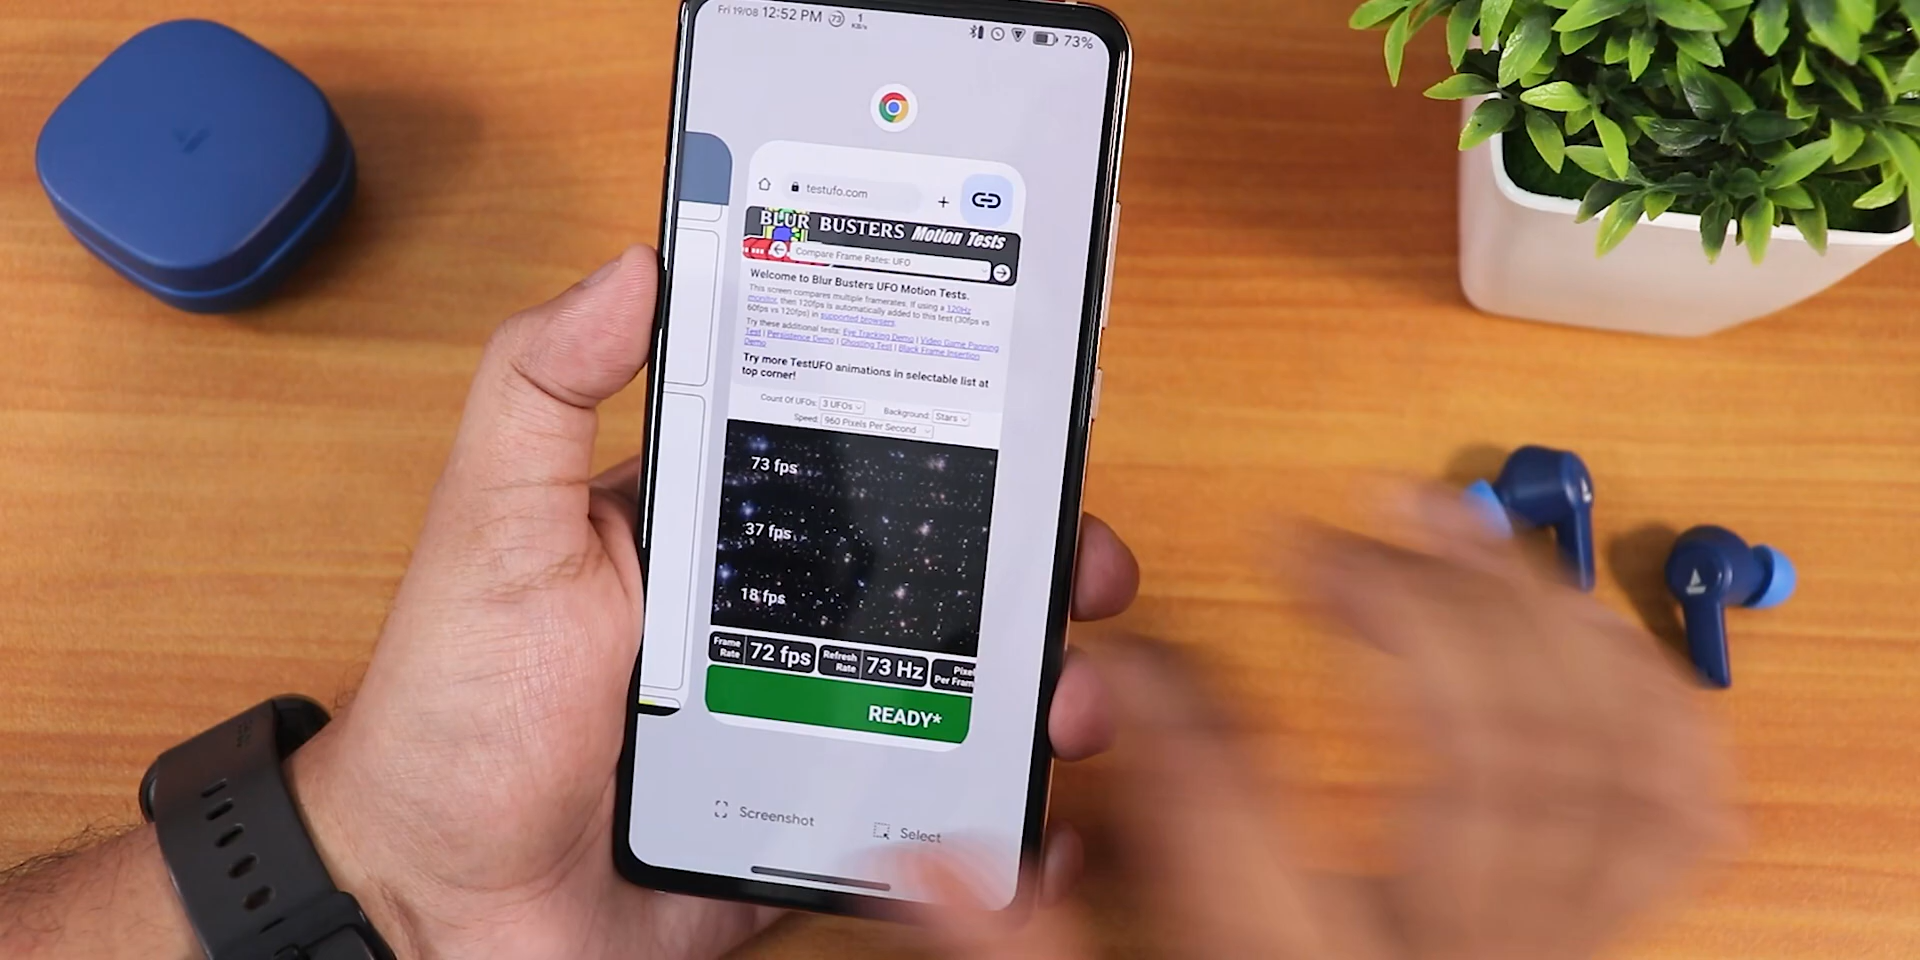 Fri 19/08 12:52 PM 73 1 KB/s 73%
testufo.com +
BLUR BUSTERS Motion Tests
Compare Frame Rates: UFO
Welcome to Blur Busters UFO Motion Tests.
This screen compares multiple framerates. If using a 120Hz
monitor, then 120fps is automatically added to this test (30fps vs
60fps vs 120fps) in supported browsers.
Try these additional tests: Eye Tracking Demo | Video Game Panning
Test | Persistence Demo | Ghosting Test | Black Frame Insertion
Demo
Try more TestUFO animations in selectable list at
top corner!
Count Of UFOs: 3 UFOs Background: Stars
Speed: 960 Pixels Per Second
73 fps
37 fps
18 fps
Frame Rate 72 fps Refresh Rate 73 Hz Pixel Per Fram
READY*
Screenshot Select